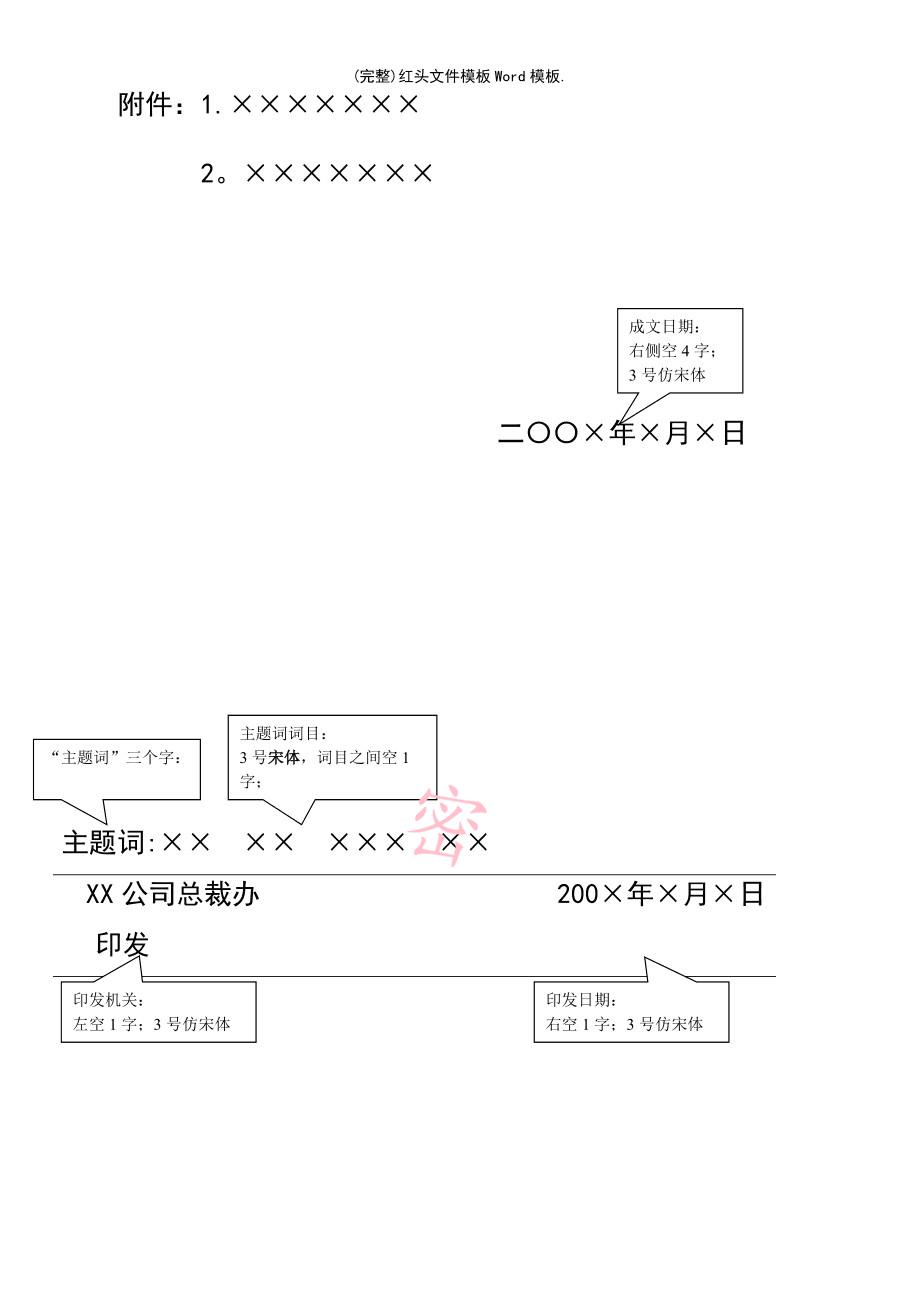 (完整)红头文件模板Word模板.
附件：1.×××××××
2。×××××××
成文日期：
右侧空4字；
3号仿宋体
二〇〇×年×月×日
“主题词”三个字：
主题词词目：
3号宋体，词目之间空1
字；
密
主题词:××　××　×××　××
XX公司总裁办　200×年×月×日
印发
印发机关：
左空1字；3号仿宋体
印发日期：
右空1字；3号仿宋体